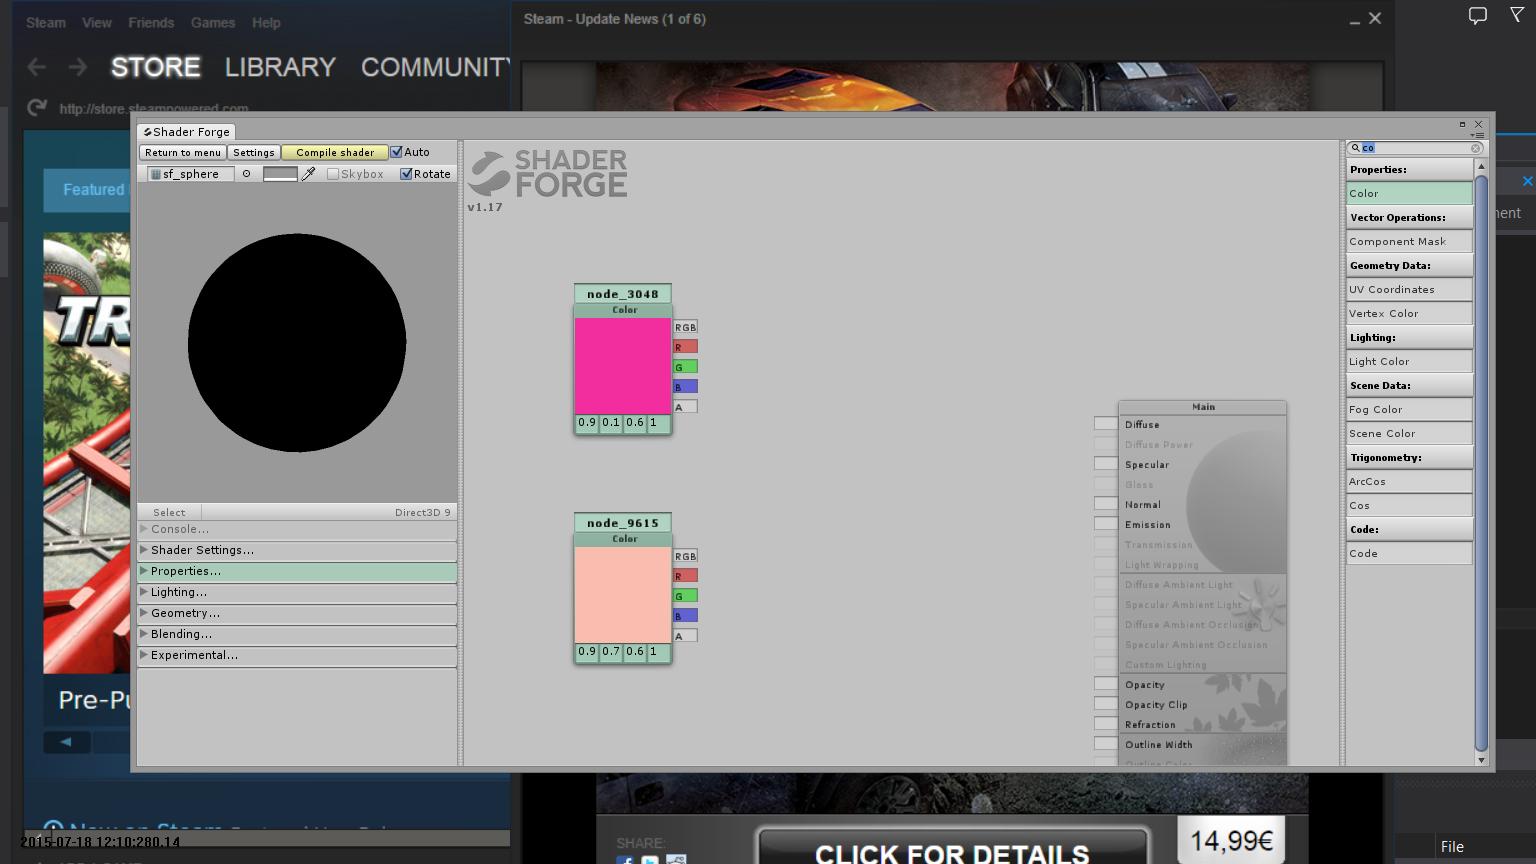 Steam View Friends Games Help
Steam - Update News (1 of 6)
STORE LIBRARY COMMUNITY
http://store.steampowered.com
Shader Forge
Return to menu Settings Compile shader Auto
sf_sphere Skybox Rotate
SHADER
FORGE
v1.17
co
Properties:
Color
Vector Operations:
Component Mask
Geometry Data:
UV Coordinates
Vertex Color
Lighting:
Light Color
Scene Data:
Fog Color
Scene Color
Trigonometry:
ArcCos
Cos
Code:
Code
Featured
node_3048
Color
RGB
R
G
B
A
0.9 0.1 0.6 1
node_9615
Color
RGB
R
G
B
A
0.9 0.7 0.6 1
Main
Diffuse
Diffuse Power
Specular
Gloss
Normal
Emission
Transmission
Light Wrapping
Diffuse Ambient Light
Specular Ambient Light
Diffuse Ambient Occlusion
Specular Ambient Occlusion
Custom Lighting
Opacity
Opacity Clip
Refraction
Outline Width
Outline Color
Select Direct3D 9
Console...
Shader Settings...
Properties...
Lighting...
Geometry...
Blending...
Experimental...
TR
Pre-Pu
nent
2015-07-18 12:10:280.14
SHARE:
CLICK FOR DETAILS
14,99€
File